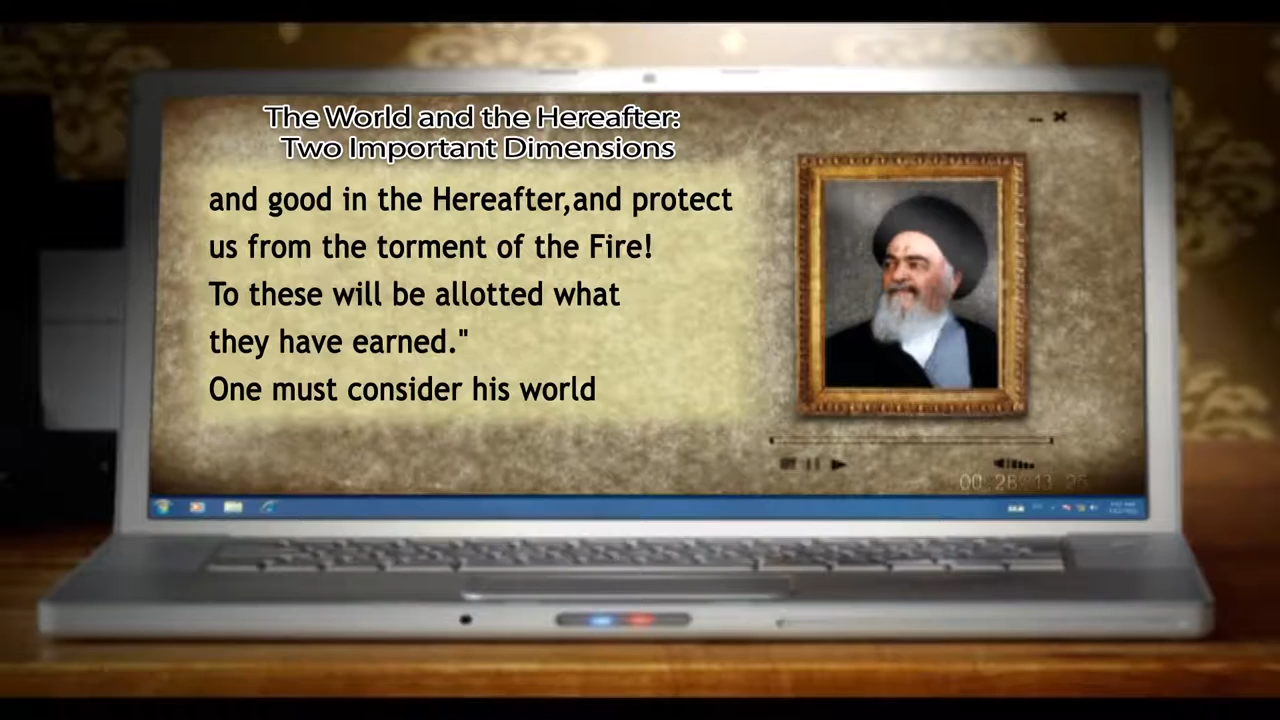 The World and the Hereafter:
Two Important Dimensions
and good in the Hereafter,and protect
us from the torment of the Fire!
To these will be allotted what
they have earned."
One must consider his world